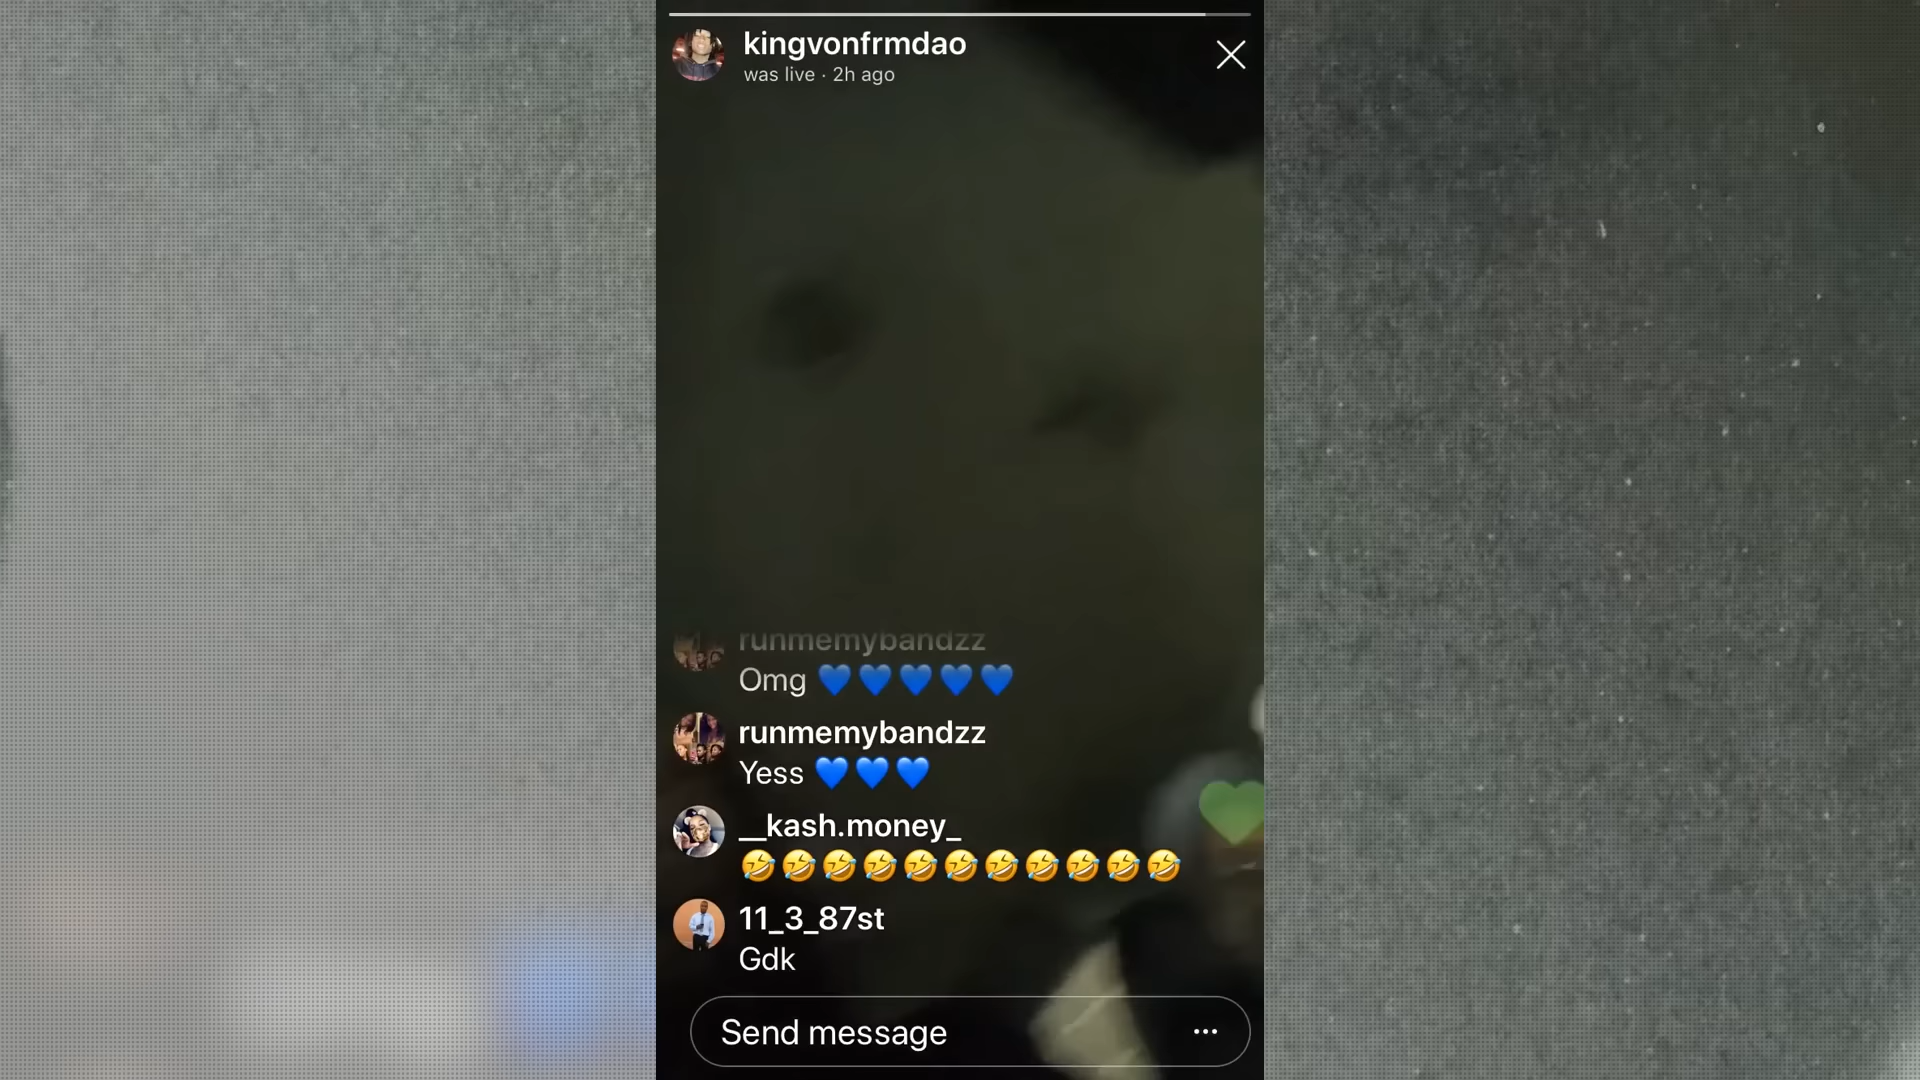 kingvonfrmdao
was live · 2h ago
runmemybandzz
Omg 💙💙💙💙💙
runmemybandzz
Yess 💙💙💙
__kash.money_
🤣🤣🤣🤣🤣🤣🤣🤣🤣🤣🤣
11_3_87st
Gdk
Send message